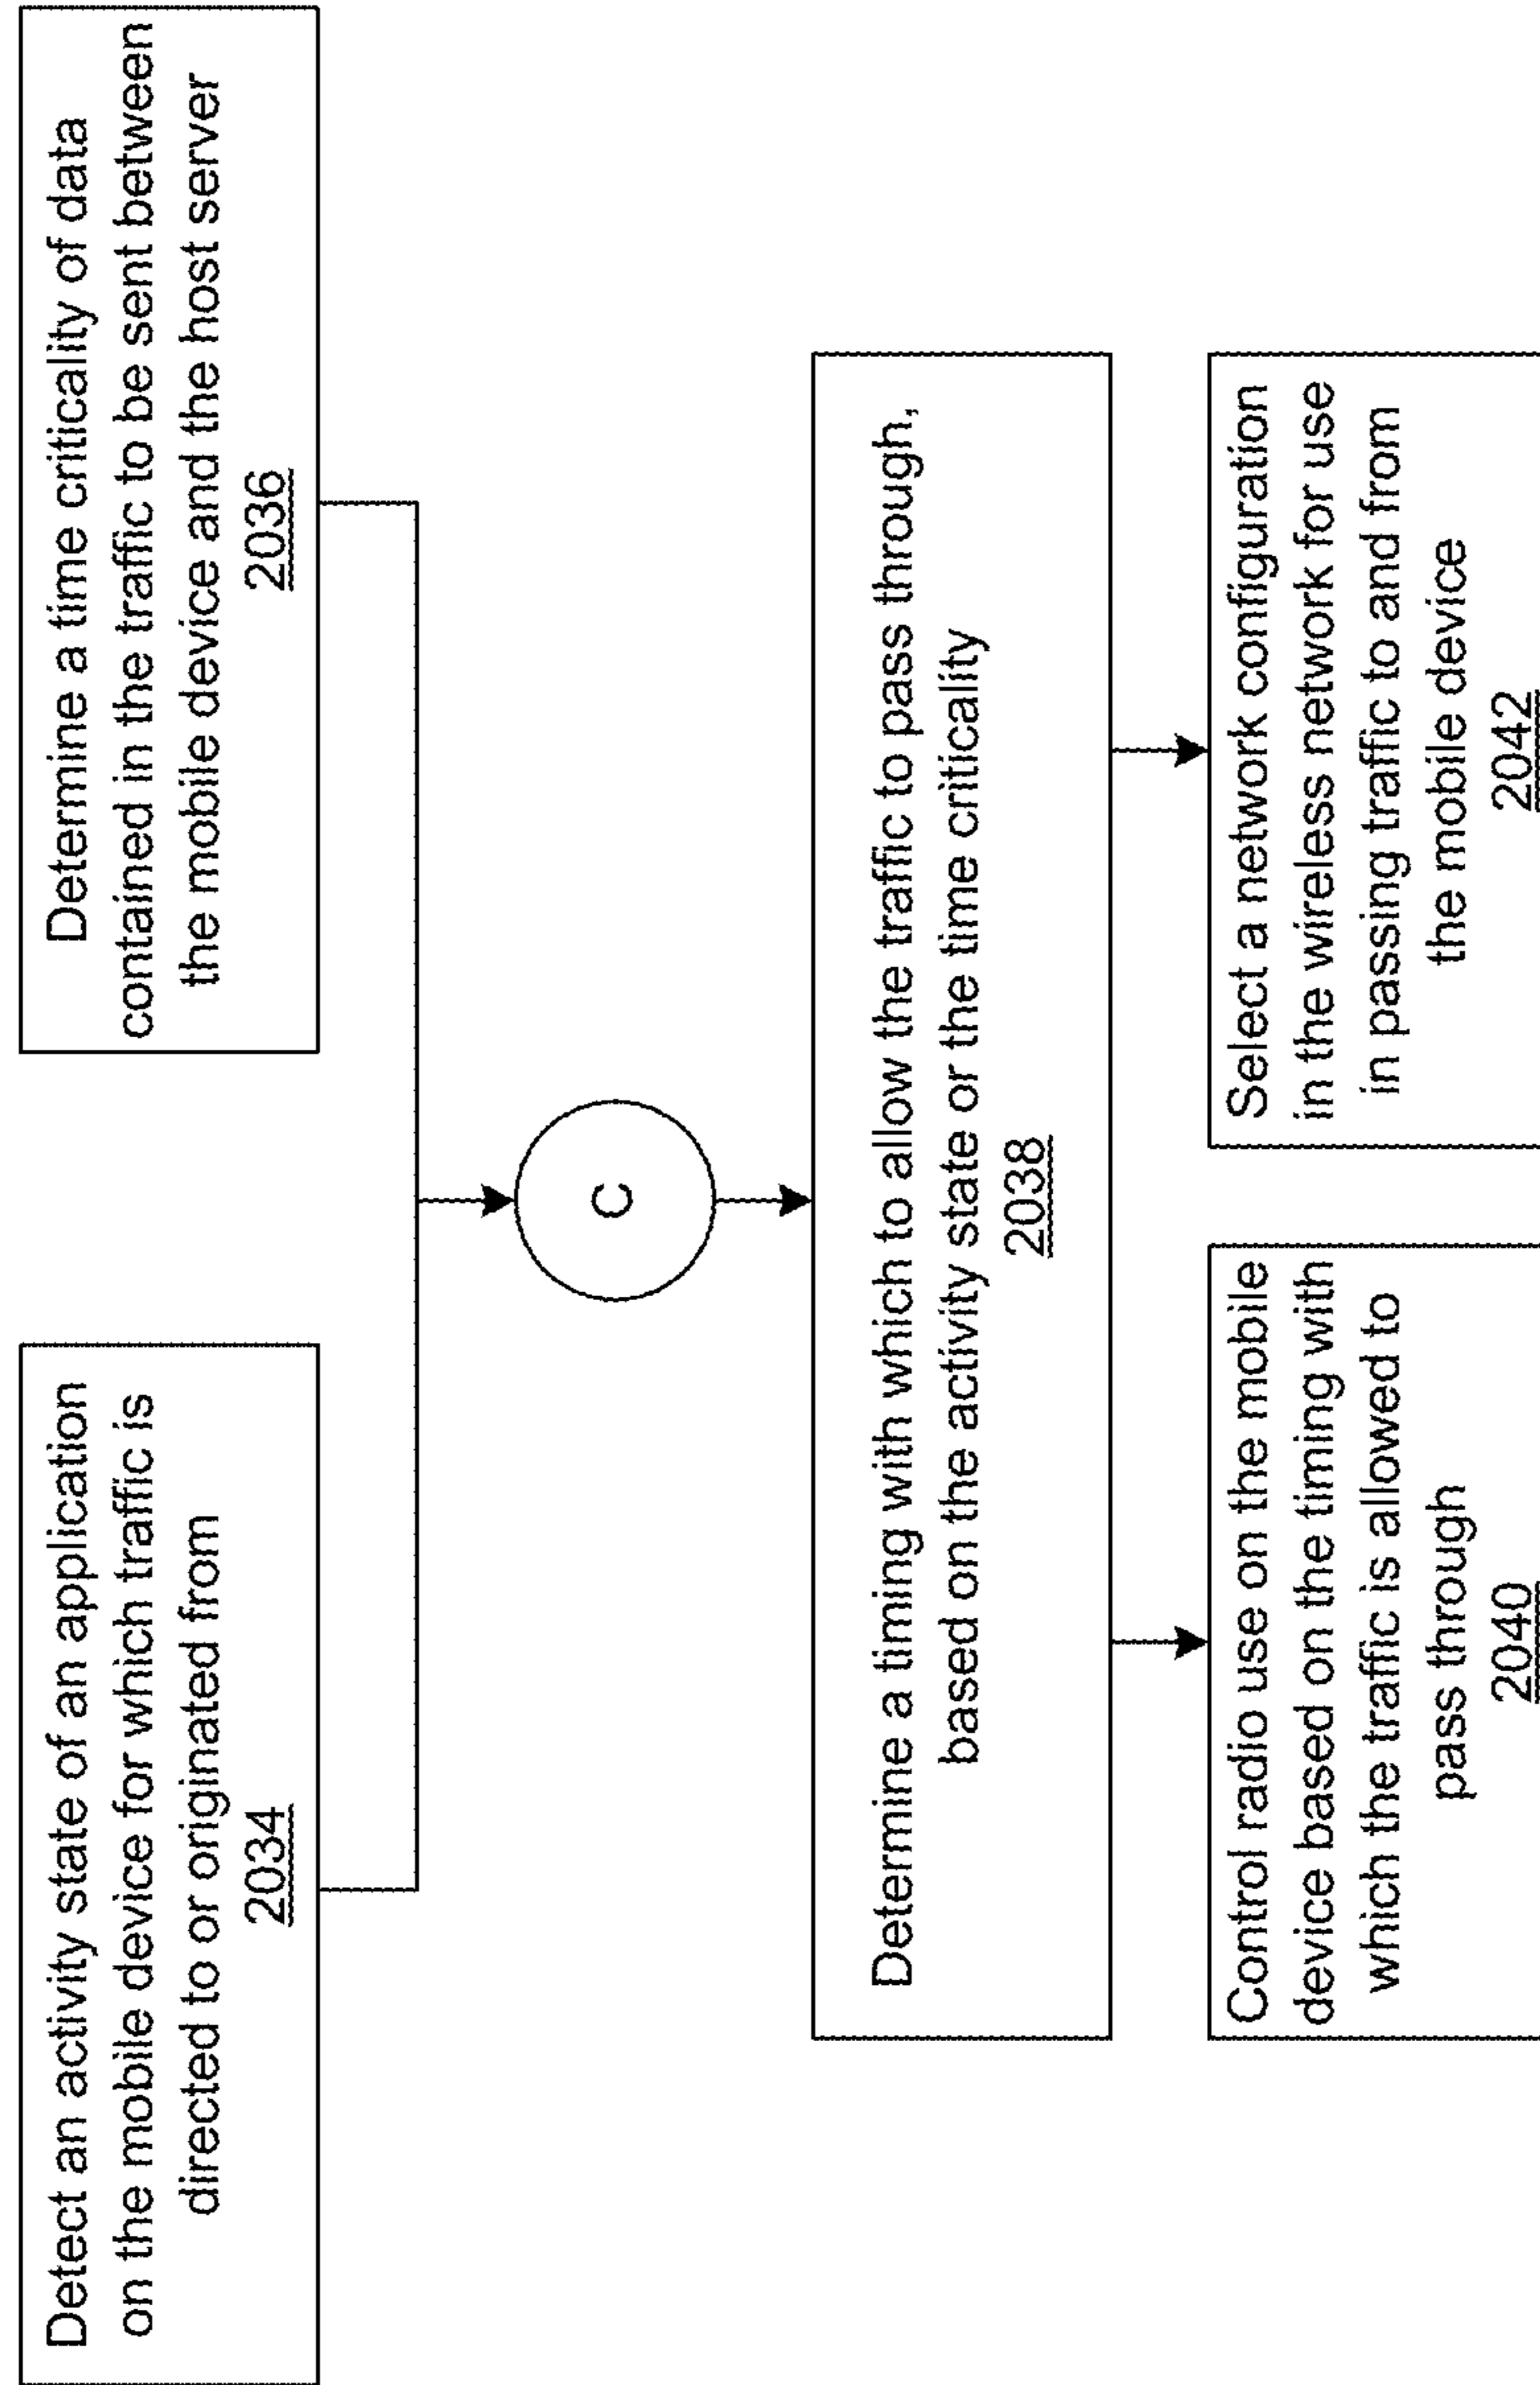 Detect an activity state of an application
on the mobile device for which traffic is
directed to or originated from
2034
Determine a time criticality of data
contained in the traffic to be sent between
the mobile device and the host server
2036
C
Determine a timing with which to allow the traffic to pass through,
based on the activity state or the time criticality
2038
Control radio use on the mobile
device based on the timing with
which the traffic is allowed to
pass through
2040
Select a network configuration
in the wireless network for use
in passing traffic to and from
the mobile device
2042